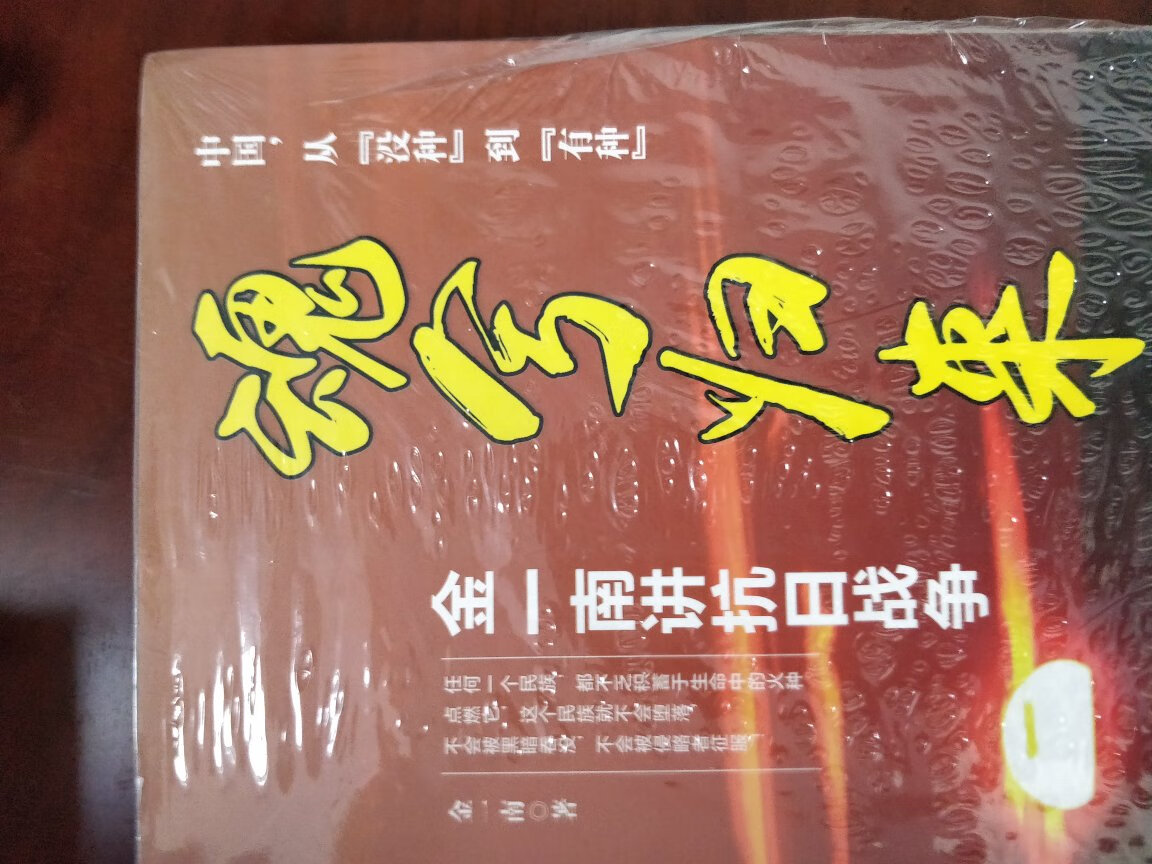 中国，从『没种』到『有种』
魂兮归来
金一南讲抗日战争
任何一个民族，都不乏积蓄于生命中的火种
点燃它，这个民族就不会堕落，
不会被黑暗吞没，不会被侵略者征服
金一南◎著